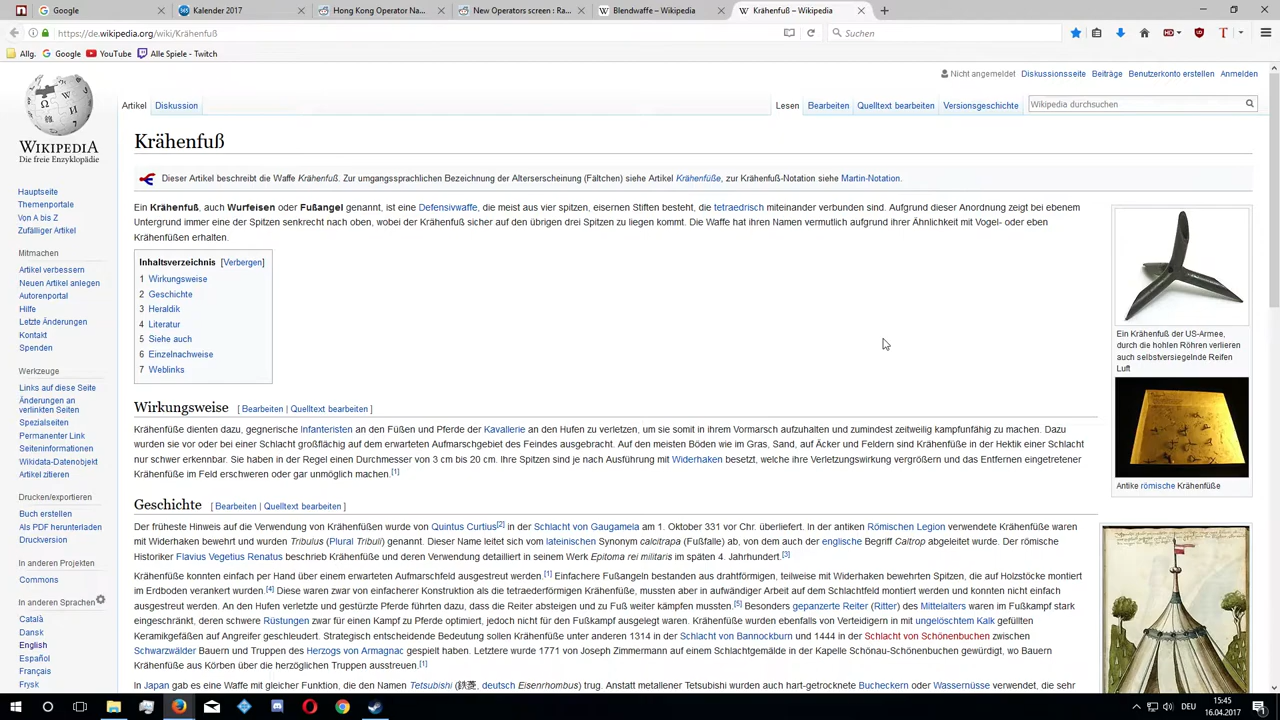 Google
Kalender 2017
Hong Kong Operator Na...
New Operators screen : Ra...
Blendwaffe – Wikipedia
Krähenfuß – Wikipedia
https://de.wikipedia.org/wiki/Krähenfuß
Suchen
Allg.
Google
YouTube
Alle Spiele - Twitch
Nicht angemeldet Diskussionsseite Beiträge Benutzerkonto erstellen Anmelden
Artikel Diskussion
Lesen Bearbeiten Quelltext bearbeiten Versionsgeschichte
Wikipedia durchsuchen
WIKIPEDIA
Die freie Enzyklopädie
Hauptseite
Themenportale
Von A bis Z
Zufälliger Artikel
Mitmachen
Artikel verbessern
Neuen Artikel anlegen
Autorenportal
Hilfe
Letzte Änderungen
Kontakt
Spenden
Werkzeuge
Links auf diese Seite
Änderungen an
verlinkten Seiten
Spezialseiten
Permanenter Link
Seiteninformationen
Wikidata-Datenobjekt
Artikel zitieren
Drucken/exportieren
Buch erstellen
Als PDF herunterladen
Druckversion
In anderen Projekten
Commons
In anderen Sprachen
Català
Dansk
English
Español
Français
Frysk
Krähenfuß
Dieser Artikel beschreibt die Waffe Krähenfuß. Zur umgangssprachlichen Bezeichnung der Alterserscheinung (Fältchen) siehe Artikel Krähenfüße, zur Krähenfuß-Notation siehe Martin-Notation.
Ein Krähenfuß, auch Wurfeisen oder Fußangel genannt, ist eine Defensivwaffe, die meist aus vier spitzen, eisernen Stiften besteht, die tetraedrisch miteinander verbunden sind. Aufgrund dieser Anordnung zeigt bei ebenem
Untergrund immer eine der Spitzen senkrecht nach oben, wobei der Krähenfuß sicher auf den übrigen drei Spitzen zu liegen kommt. Die Waffe hat ihren Namen vermutlich aufgrund ihrer Ähnlichkeit mit Vogel- oder eben
Krähenfüßen erhalten.
Inhaltsverzeichnis [Verbergen]
1 Wirkungsweise
2 Geschichte
3 Heraldik
4 Literatur
5 Siehe auch
6 Einzelnachweise
7 Weblinks
Ein Krähenfuß der US-Armee,
durch die hohlen Röhren verlieren
auch selbstversiegelnde Reifen
Luft
Antike römische Krähenfüße
Wirkungsweise [ Bearbeiten | Quelltext bearbeiten ]
Krähenfüße dienten dazu, gegnerische Infanteristen an den Füßen und Pferde der Kavallerie an den Hufen zu verletzen, um sie somit in ihrem Vormarsch aufzuhalten und zumindest zeitweilig kampfunfähig zu machen. Dazu
wurden sie vor oder bei einer Schlacht großflächig auf dem erwarteten Aufmarschgebiet des Feindes ausgebracht. Auf den meisten Böden wie im Gras, Sand, auf Äcker und Feldern sind Krähenfüße in der Hektik einer Schlacht
nur schwer erkennbar. Sie haben in der Regel einen Durchmesser von 3 cm bis 20 cm. Ihre Spitzen sind je nach Ausführung mit Widerhaken besetzt, welche ihre Verletzungswirkung vergrößern und das Entfernen eingetretener
Krähenfüße im Feld erschweren oder gar unmöglich machen.[1]
Geschichte [ Bearbeiten | Quelltext bearbeiten ]
Der früheste Hinweis auf die Verwendung von Krähenfüßen wurde von Quintus Curtius[2] in der Schlacht von Gaugamela am 1. Oktober 331 vor Chr. überliefert. In der antiken Römischen Legion verwendete Krähenfüße waren
mit Widerhaken bewehrt und wurden Tribulus (Plural Tribuli) genannt. Dieser Name leitet sich vom lateinischen Synonym calcitrapa (Fußfalle) ab, von dem auch der englische Begriff Caltrop abgeleitet wurde. Der römische
Historiker Flavius Vegetius Renatus beschrieb Krähenfüße und deren Verwendung detailliert in seinem Werk Epitoma rei militaris im späten 4. Jahrhundert.[3]
Krähenfüße konnten einfach per Hand über einem erwarteten Aufmarschfeld ausgestreut werden.[1] Einfachere Fußangeln bestanden aus drahtförmigen, teilweise mit Widerhaken bewehrten Spitzen, die auf Holzstöcke montiert
im Erdboden verankert wurden.[4] Diese waren zwar von einfacherer Konstruktion als die tetraederförmigen Krähenfüße, mussten aber in aufwändiger Arbeit auf dem Schlachtfeld montiert werden und konnten nicht einfach
ausgestreut werden. An den Hufen verletzte und gestürzte Pferde führten dazu, dass die Reiter absteigen und zu Fuß weiter kämpfen mussten.[5] Besonders gepanzerte Reiter (Ritter) des Mittelalters waren im Fußkampf stark
eingeschränkt, deren schwere Rüstungen zwar für einen Kampf zu Pferde optimiert, jedoch nicht für den Fußkampf ausgelegt waren. Krähenfüße wurden ebenfalls von Verteidigern in mit ungelöschtem Kalk gefüllten
Keramikgefäßen auf Angreifer geschleudert. Strategisch entscheidende Bedeutung sollen Krähenfüße unter anderen 1314 in der Schlacht von Bannockburn und 1444 in der Schlacht von Schönenbuchen zwischen
Schwarzwälder Bauern und Truppen des Herzogs von Armagnac gespielt haben. Letztere wurde 1771 von Joseph Zimmermann auf einem Schlachtgemälde in der Kapelle Schönau-Schönenbuchen gewürdigt, wo Bauern
Krähenfüße aus Körben über die herzöglichen Truppen ausstreuen.[1]
In Japan gab es eine Waffe mit gleicher Funktion, die den Namen Tetsubishi (鉄菱, deutsch Eisenrhombus) trug. Anstatt metallener Tetsubishi wurden auch hart-getrocknete Bucheckern oder Wassernüsse verwendet, die sehr
DEU
15:45
16.04.2017